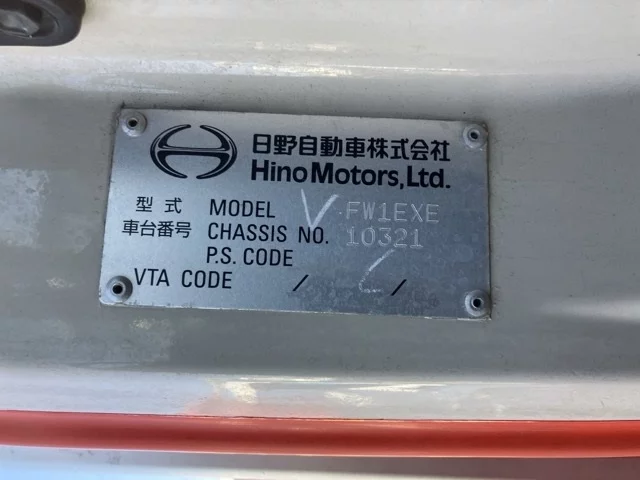 日野自動車株式会社
Hino Motors, Ltd.
型式 MODEL V FW1EXE
車台番号 CHASSIS NO. 10321
P.S. CODE
VTA CODE / /